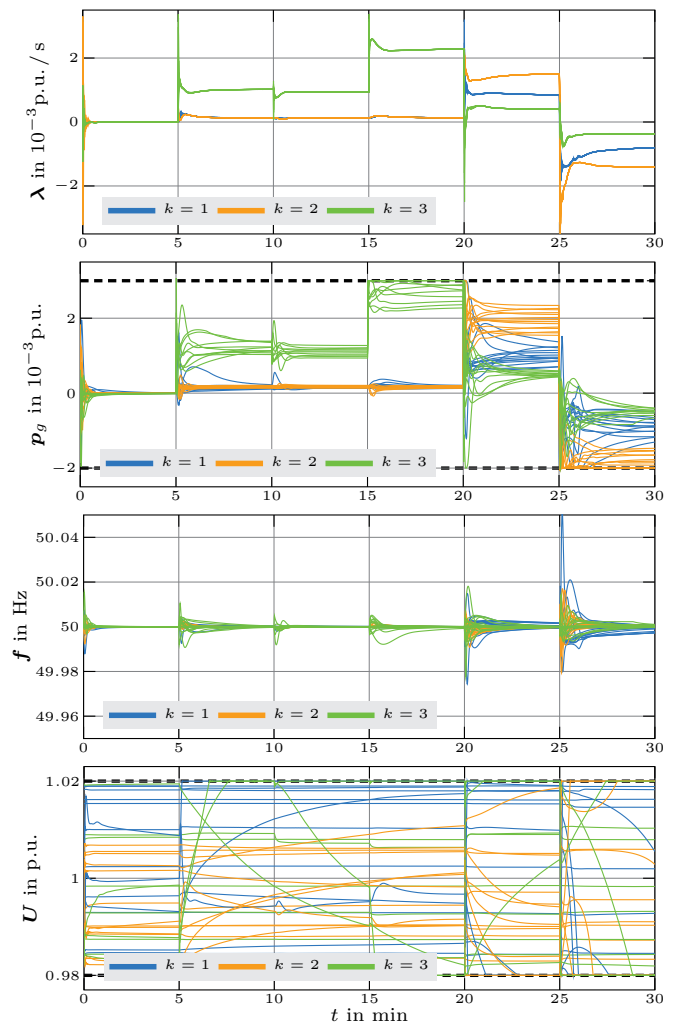 λ in 10⁻³p.u./s
2
0
−2
k = 1 k = 2 k = 3
0 5 10 15 20 25 30
p_g in 10⁻³p.u.
2
0
−2
k = 1 k = 2 k = 3
0 5 10 15 20 25 30
f in Hz
50.04
50.02
50
49.98
49.96
k = 1 k = 2 k = 3
0 5 10 15 20 25 30
U in p.u.
1.02
1
0.98
k = 1 k = 2 k = 3
0 5 10 15 20 25 30
t in min